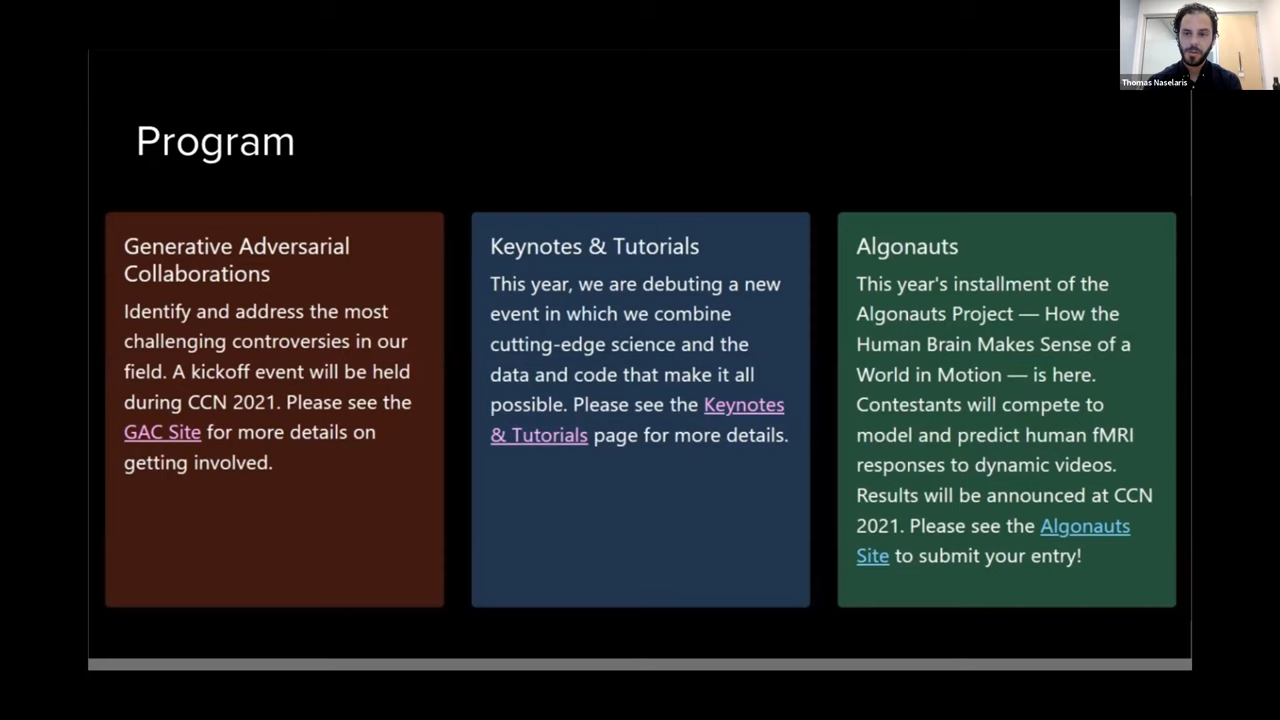 Thomas Naselaris
Program
Generative Adversarial
Collaborations
Identify and address the most
challenging controversies in our
field. A kickoff event will be held
during CCN 2021. Please see the
GAC Site for more details on
getting involved.
Keynotes & Tutorials
This year, we are debuting a new
event in which we combine
cutting-edge science and the
data and code that make it all
possible. Please see the Keynotes
& Tutorials page for more details.
Algonauts
This year's installment of the
Algonauts Project — How the
Human Brain Makes Sense of a
World in Motion — is here.
Contestants will compete to
model and predict human fMRI
responses to dynamic videos.
Results will be announced at CCN
2021. Please see the Algonauts
Site to submit your entry!